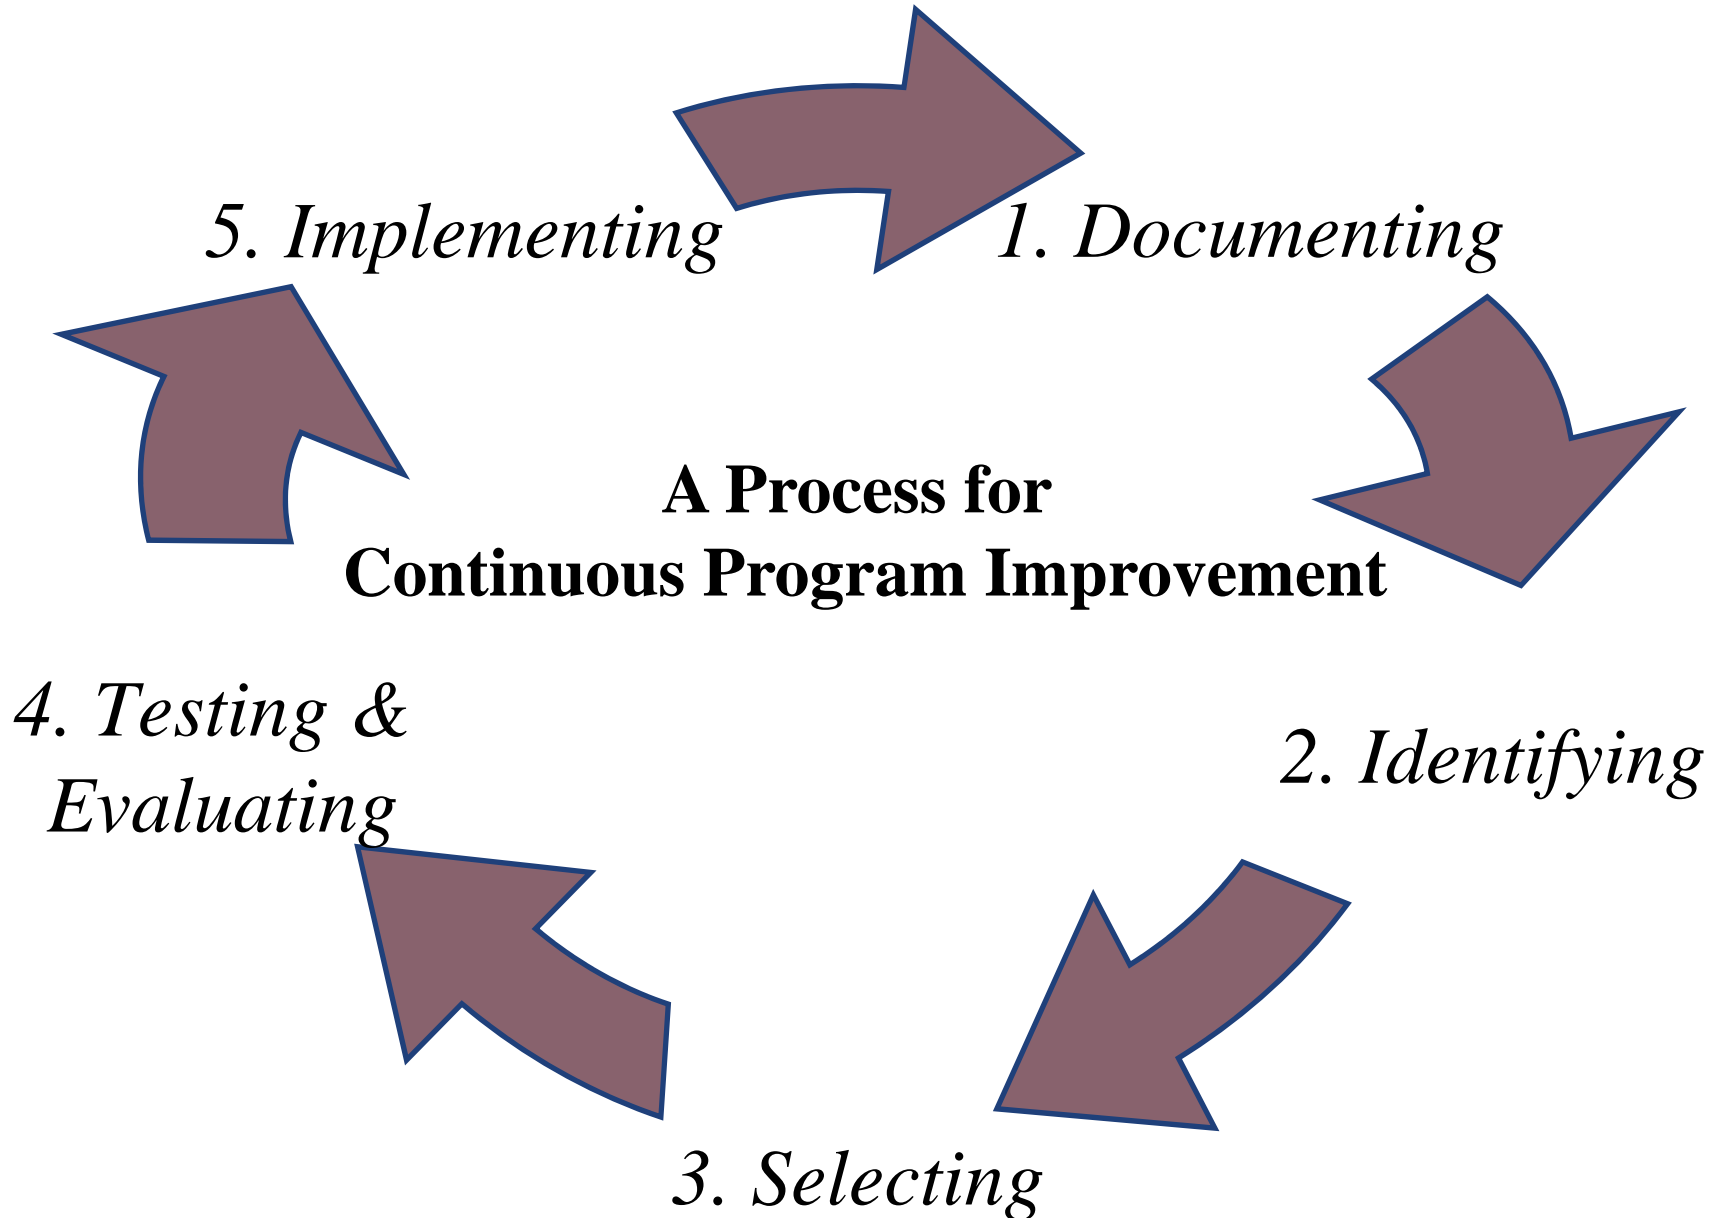 5. Implementing
1. Documenting
A Process for
Continuous Program Improvement
4. Testing &
Evaluating
2. Identifying
3. Selecting